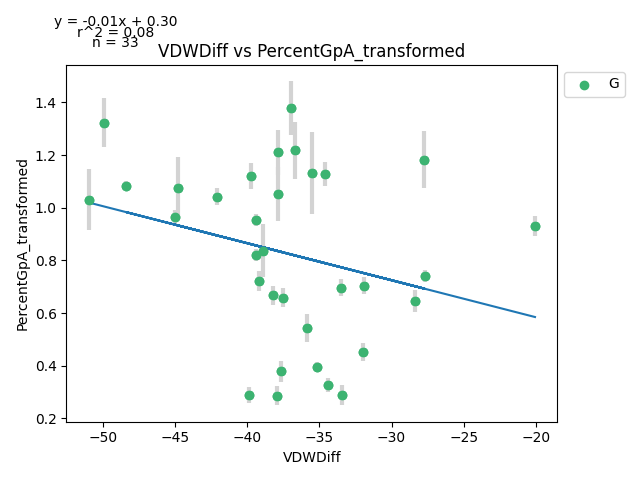 y = -0.01x + 0.30
r^2 = 0.08
n = 33
VDWDiff vs PercentGpA_transformed
G
PercentGpA_transformed
1.4
1.2
1.0
0.8
0.6
0.4
0.2
−50
−45
−40
−35
−30
−25
−20
VDWDiff